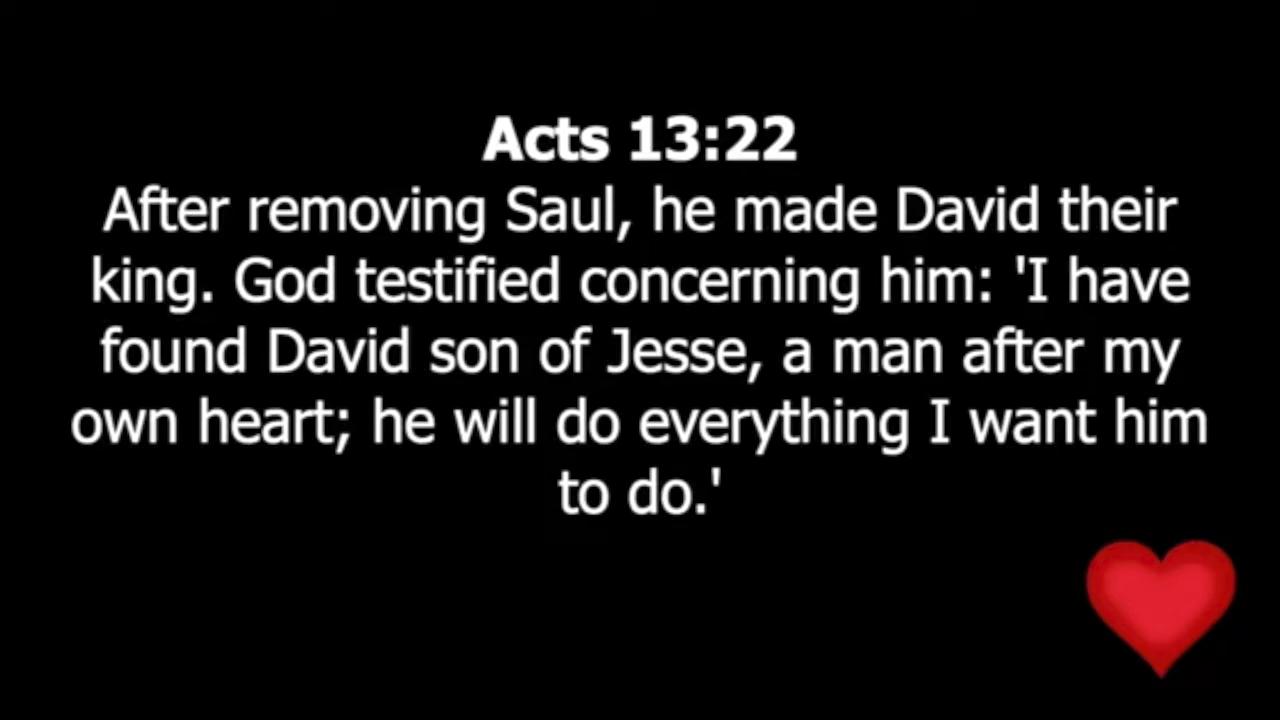 Acts 13:22
After removing Saul, he made David their
king. God testified concerning him: 'I have
found David son of Jesse, a man after my
own heart; he will do everything I want him
to do.'